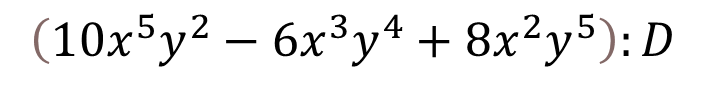 (10x⁵y² − 6x³y⁴ + 8x²y⁵): D